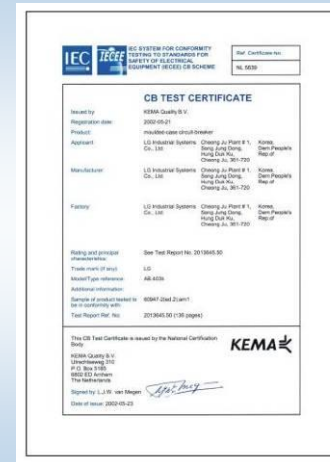 IEC
IECEE
IEC SYSTEM FOR CONFORMITY
TESTING TO STANDARDS FOR
SAFETY OF ELECTRICAL
EQUIPMENT (IECEE) CB SCHEME
Ref. Certificate No.
NL 5839
CB TEST CERTIFICATE
Issued by KEMA Quality B.V.
Registration date: 2002-05-21
Product: moulded-case circuit-breaker
Applicant LG Industrial Systems Cheong Ju Plant # 1, Korea,
Co., Ltd. Song Jung Dong, Dem.People's
Hung Duk Ku, Rep of
Cheong Ju, 361-720
Manufacturer LG Industrial Systems Cheong Ju Plant # 1, Korea,
Co., Ltd. Song Jung Dong, Dem.People's
Hung Duk Ku, Rep of
Cheong Ju, 361-720
Factory LG Industrial Systems Cheong Ju Plant # 1, Korea,
Co., Ltd. Song Jung Dong, Dem.People's
Hung Duk Ku, Rep of
Cheong Ju, 361-720
Rating and principal See Test Report No. 2013645.50
characteristics:
Trade mark (if any) LG
Model/Type reference
Additional information
Sample of product tested to 60947-2(ed.2);am1
be in conformity with:
Test Report Ref. No. 2013645.50 (136 pages)
This CB Test Certificate is issued by the National Certification
Body
KEMA
KEMA Quality B.V.
Utrechtseweg 310
P.O. Box 5185
6802 ED Arnhem
The Netherlands
Signed by: L.J.W. van Megen
Date of issue: 2002-05-23